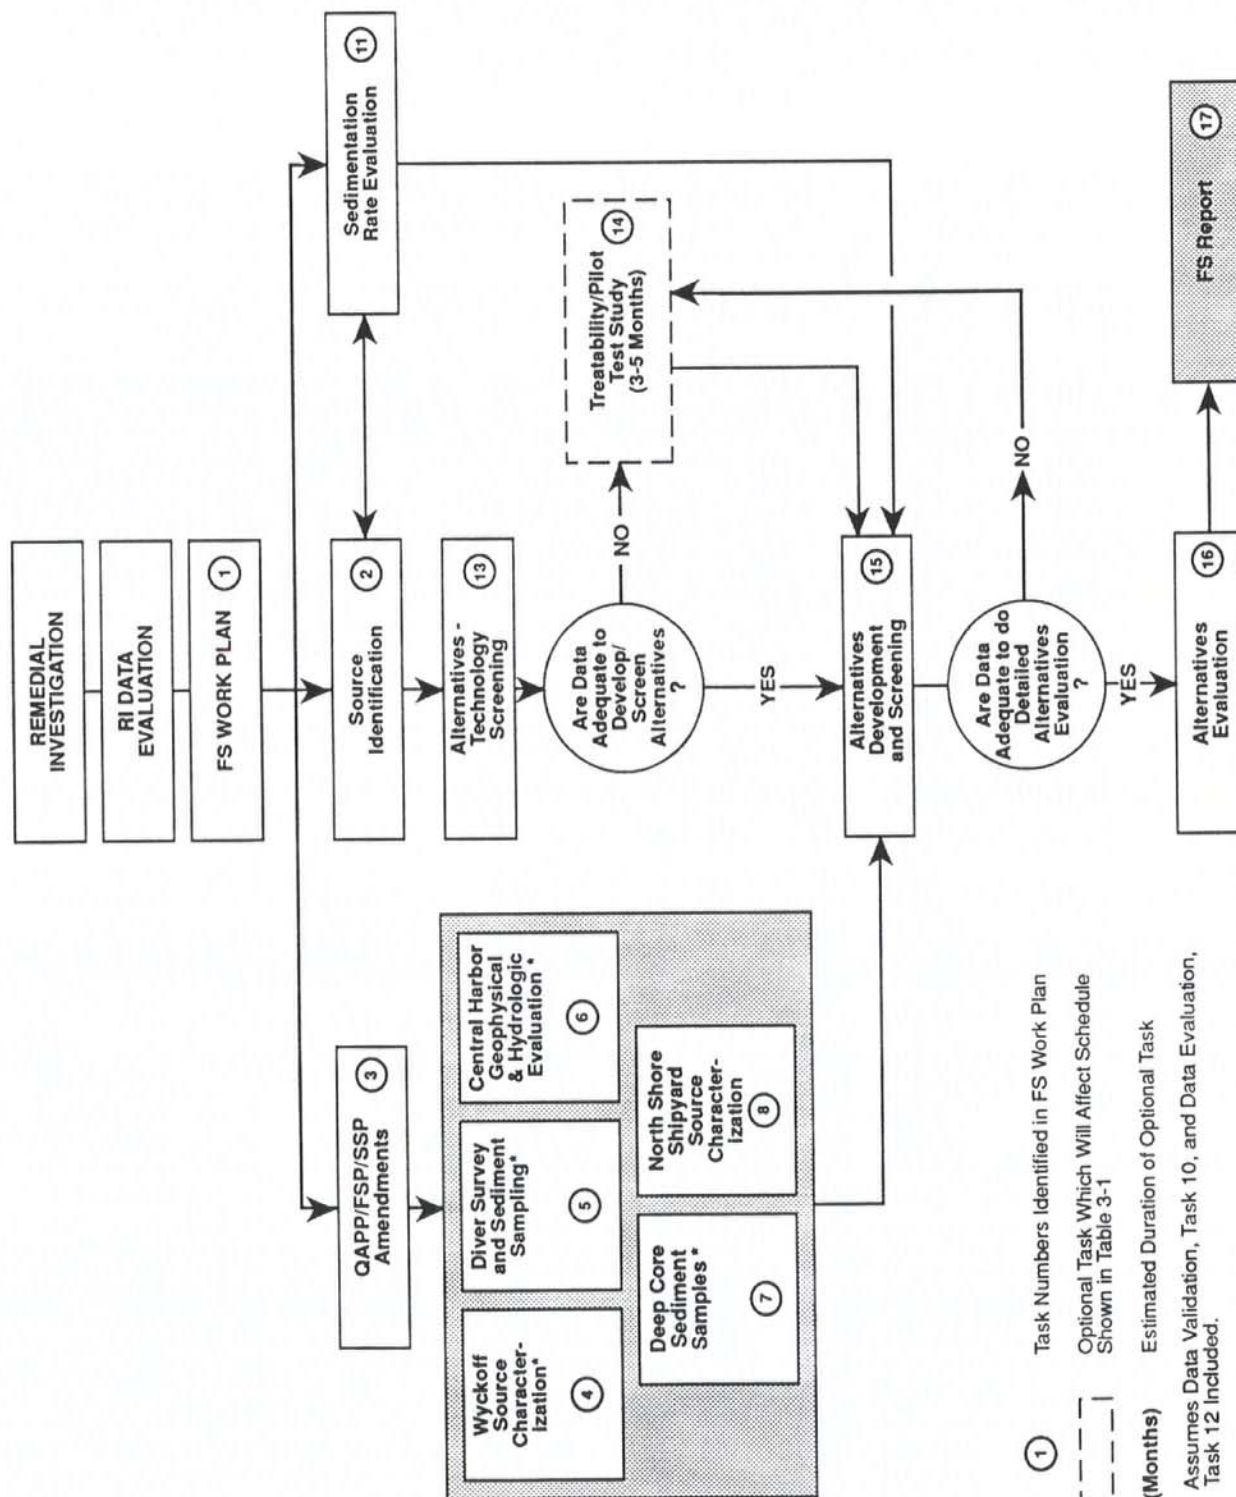 REMEDIAL
INVESTIGATION
RI DATA
EVALUATION
FS WORK PLAN
1
QAPP/FSP/SSP
Amendments
3
Source
Identification
2
Sedimentation
Rate Evaluation
11
Alternatives -
Technology
Screening
13
Wyckoff
Source
Character-
ization*
4
Diver Survey
and Sediment
Sampling*
5
Central Harbor
Geophysical
& Hydrologic
Evaluation *
6
Deep Core
Sediment
Samples *
7
North Shore
Shipyard
Source
Character-
ization
8
Are Data
Adequate to
Develop/
Screen
Alternatives
?
NO
Treatability/Pilot
Test Study
(3-5 Months)
14
YES
Alternatives
Development
and Screening
15
Are Data
Adequate to do
Detailed
Alternatives
Evaluation
?
NO
YES
Alternatives
Evaluation
16
FS Report
17
1
Task Numbers Identified in FS Work Plan
Optional Task Which Will Affect Schedule
Shown in Table 3-1
(Months)
Estimated Duration of Optional Task
Assumes Data Validation, Task 10, and Data Evaluation,
Task 12 Included.